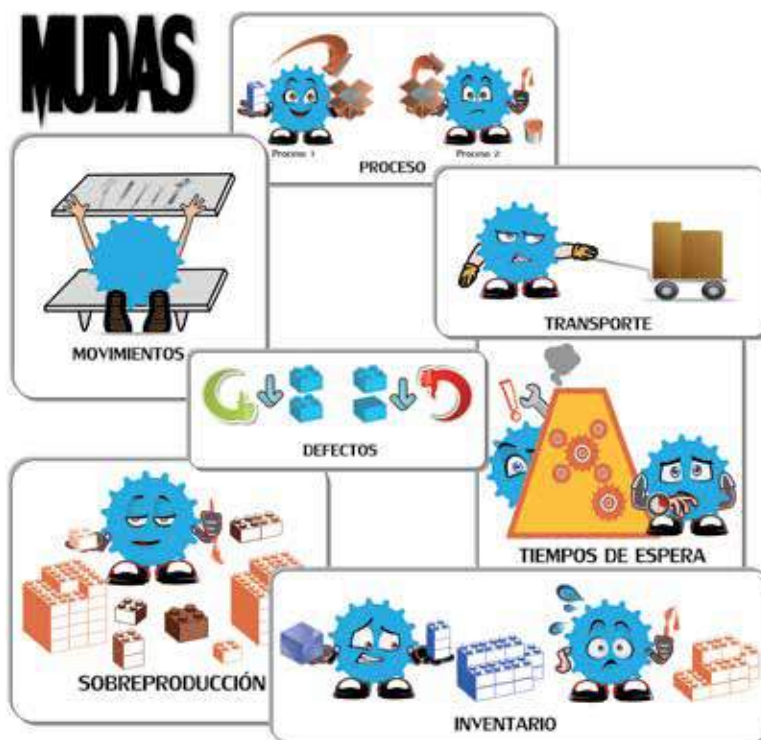 MUDAS
Proceso 1
Proceso 2
PROCESO
MOVIMIENTOS
TRANSPORTE
DEFECTOS
TIEMPOS DE ESPERA
SOBREPRODUCCIÓN
INVENTARIO